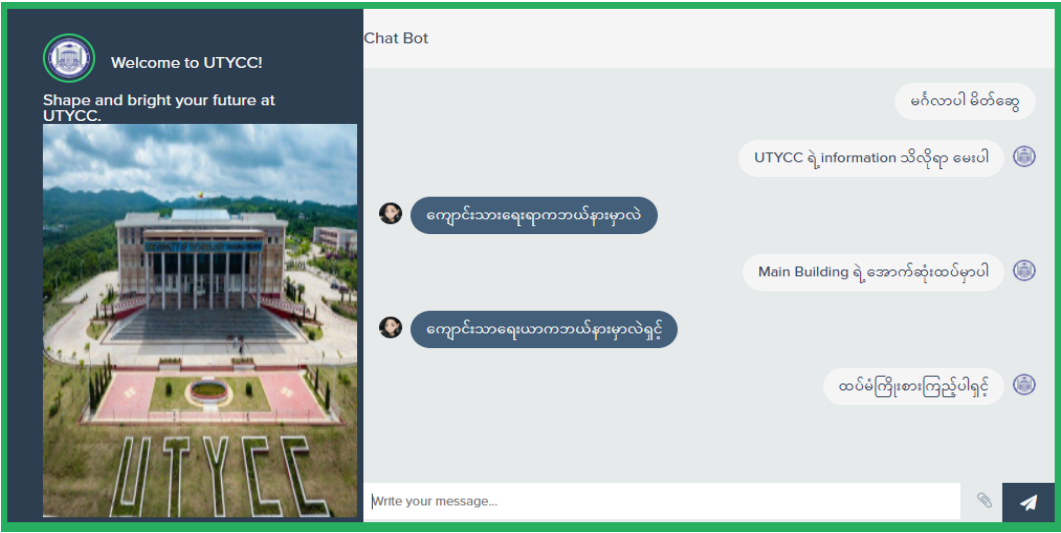 Welcome to UTYCC!
Shape and bright your future at
UTYCC.
UTYCC
Chat Bot
မင်္ဂလာပါ မိတ်ဆွေ
UTYCC ရဲ့ information သိလိုရာ မေးပါ
ကျောင်းသားရေးရာကဘယ်နားမှာလဲ
Main Building ရဲ့ အောက်ဆုံးထပ်မှာပါ
ကျောင်းသာရေးယာကဘယ်နားမှာလဲရှင့်
ထပ်မံကြိုးစားကြည့်ပါရှင့်
Write your message...